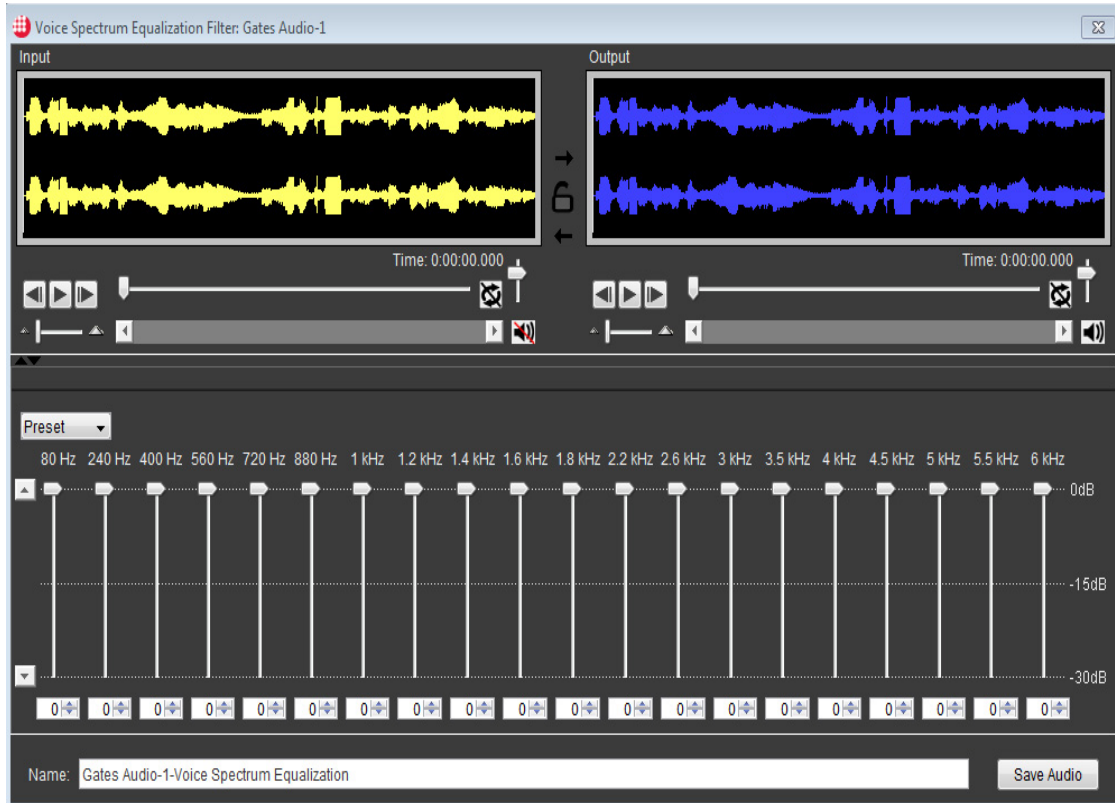 Voice Spectrum Equalization Filter: Gates Audio-1
Input
Output
Time: 0:00:00.000
Time: 0:00:00.000
Preset
80 Hz 240 Hz 400 Hz 560 Hz 720 Hz 880 Hz 1 kHz 1.2 kHz 1.4 kHz 1.6 kHz 1.8 kHz 2.2 kHz 2.6 kHz 3 kHz 3.5 kHz 4 kHz 4.5 kHz 5 kHz 5.5 kHz 6 kHz
0dB
-15dB
-30dB
0 0 0 0 0 0 0 0 0 0 0 0 0 0 0 0 0 0 0 0
Name: Gates Audio-1-Voice Spectrum Equalization
Save Audio